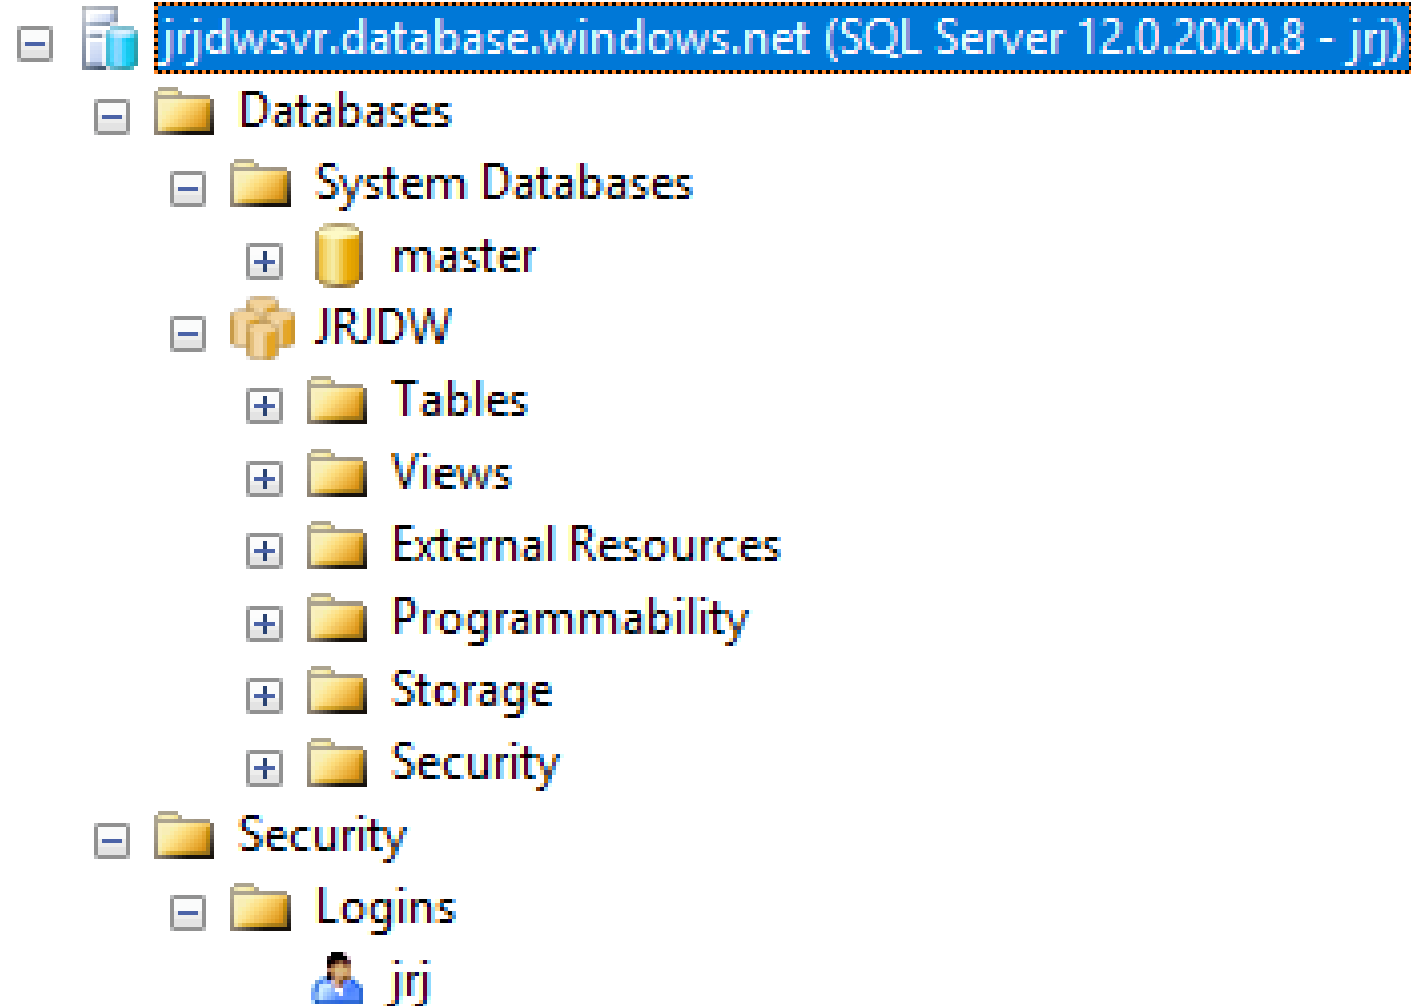 jrjdwsvr.database.windows.net (SQL Server 12.0.2000.8 - jrj)
Databases
System Databases
master
JRJDW
Tables
Views
External Resources
Programmability
Storage
Security
Security
Logins
jrj